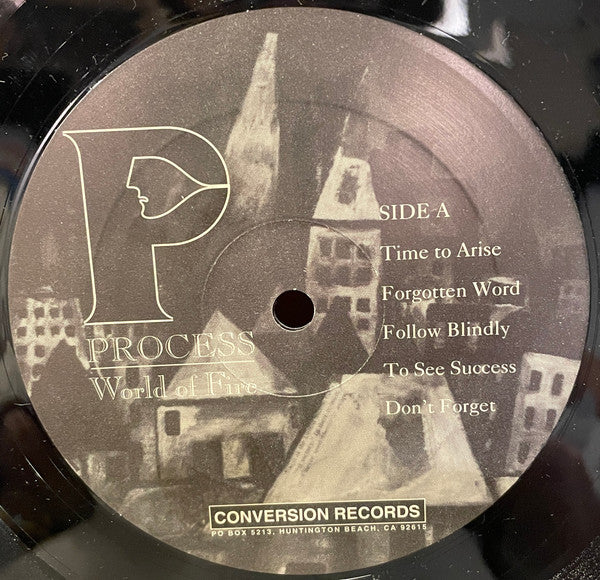 P
PROCESS
World of Fire
SIDE A
Time to Arise
Forgotten Word
Follow Blindly
To See Success
Don't Forget
CONVERSION RECORDS
PO BOX 5213, HUNTINGTON BEACH, CA 92615